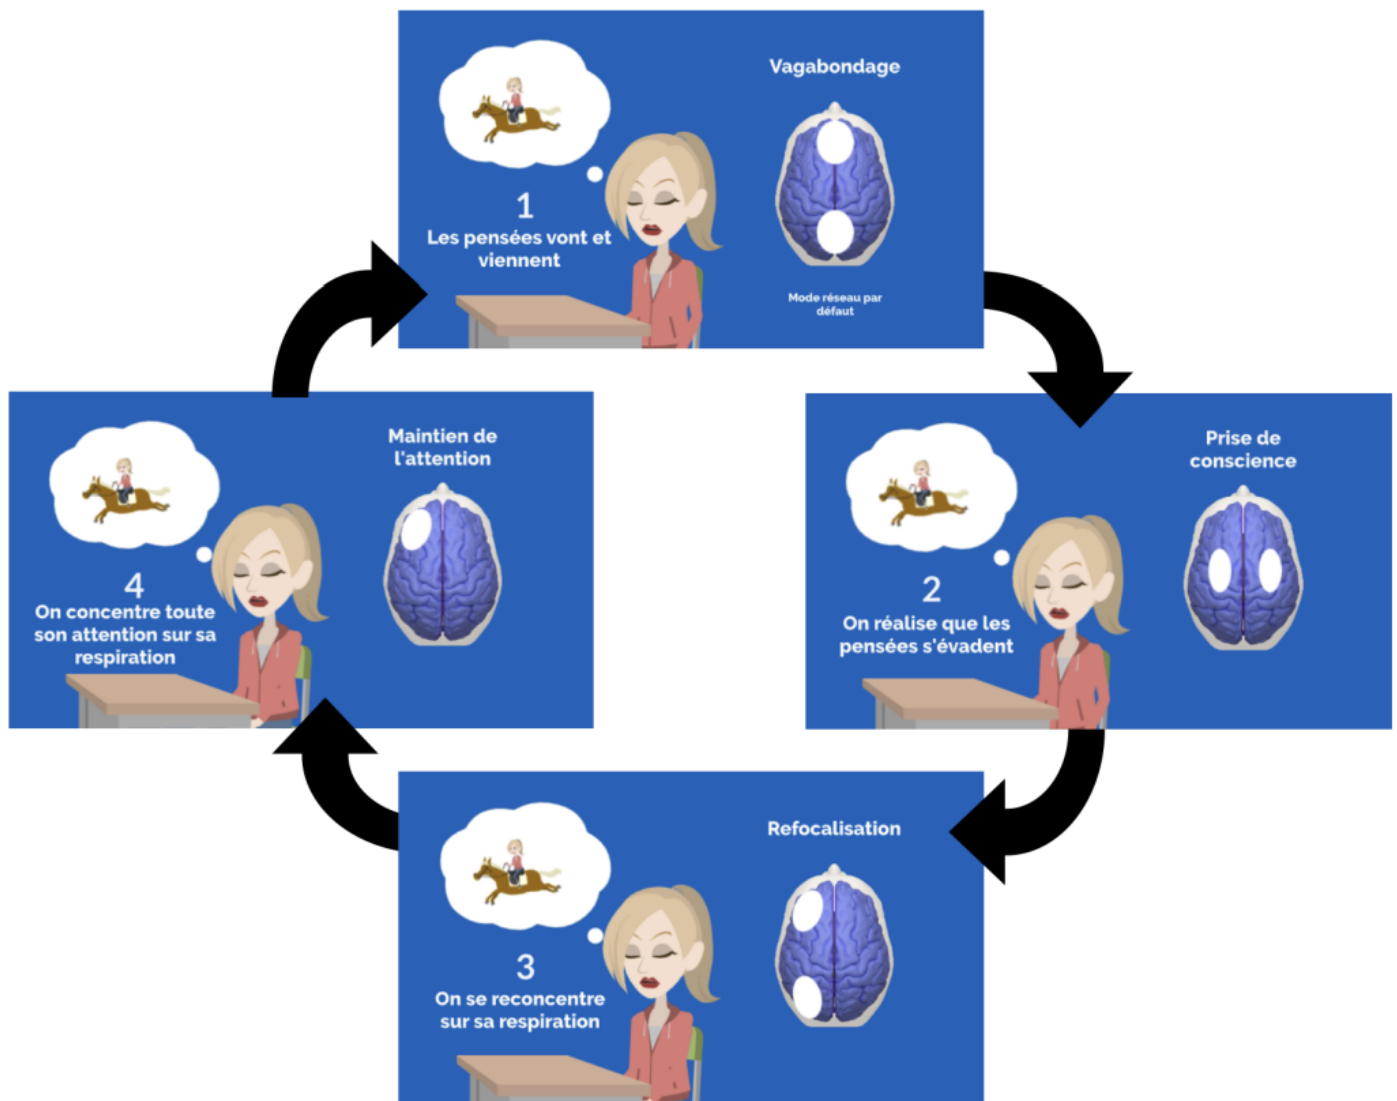 Vagabondage
1
Les pensées vont et
viennent
Mode réseau par
défaut
Prise de
conscience
2
On réalise que les
pensées s'évadent
Refocalisation
3
On se reconcentre
sur sa respiration
Maintien de
l'attention
4
On concentre toute
son attention sur sa
respiration